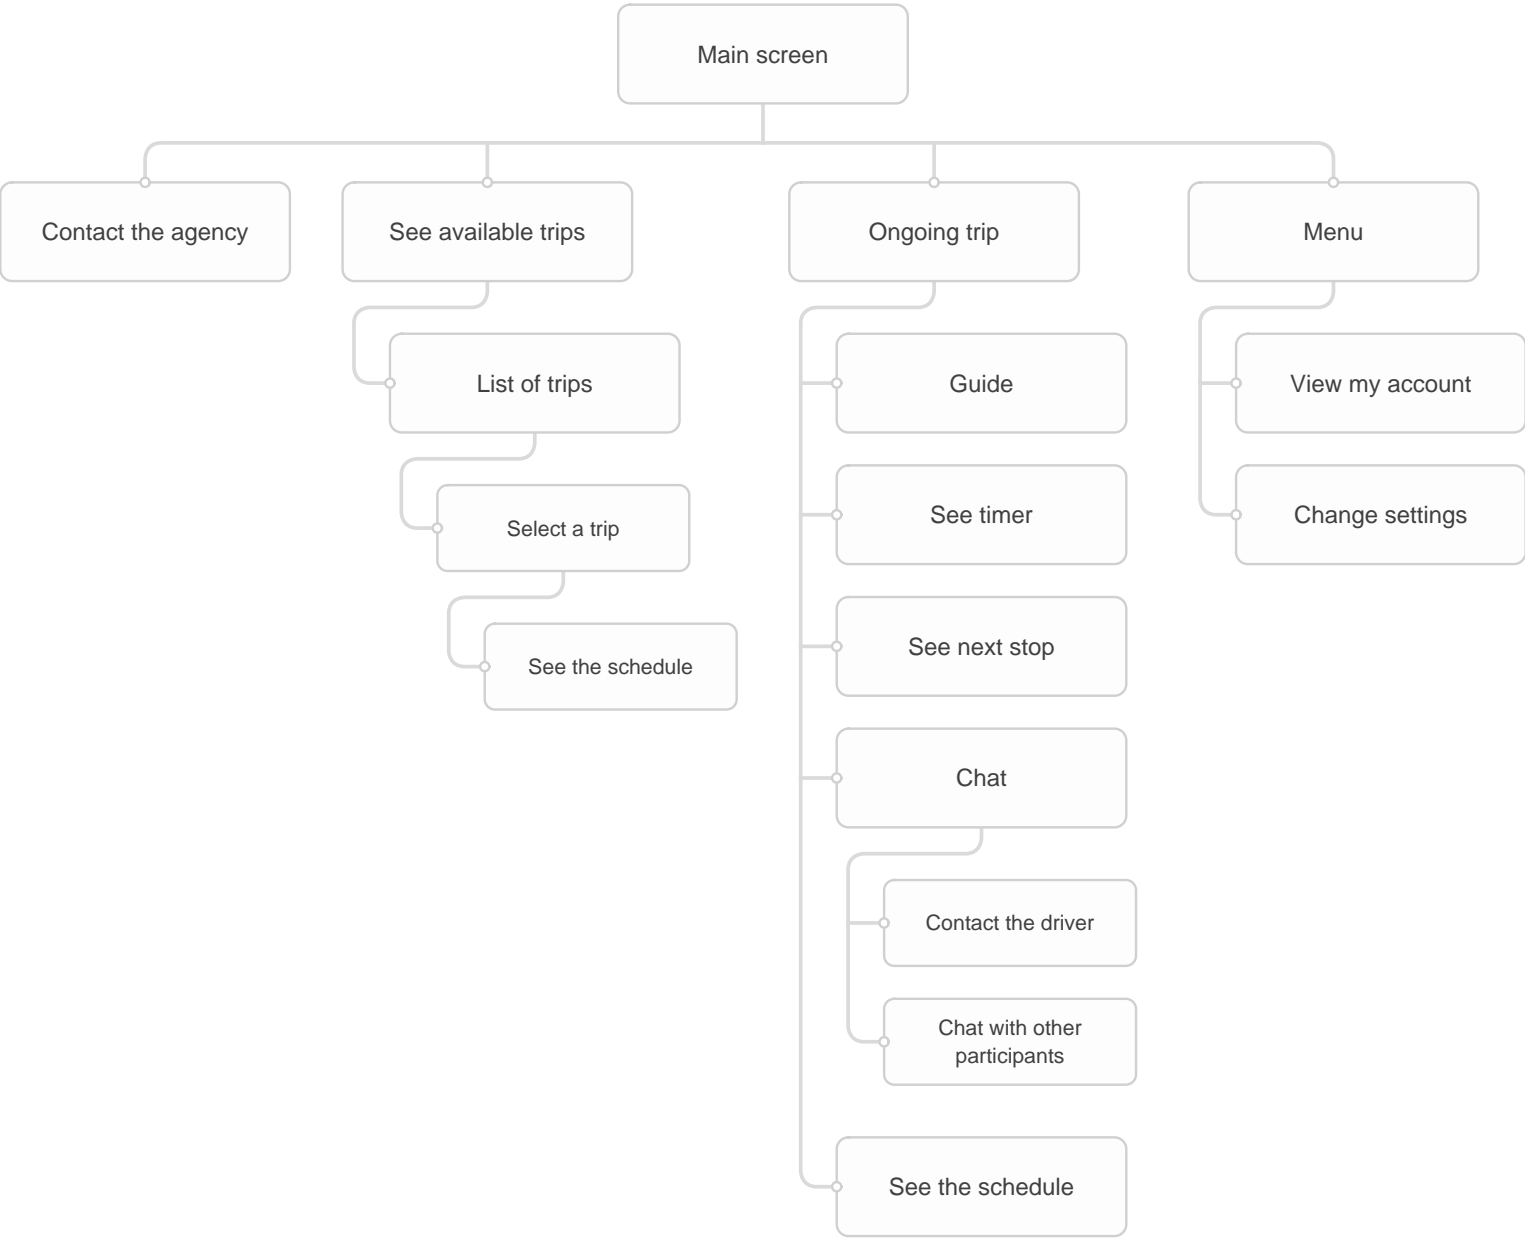 Main screen
Contact the agency
See available trips
Ongoing trip
Menu
List of trips
Guide
View my account
Select a trip
See timer
Change settings
See the schedule
See next stop
Chat
Contact the driver
Chat with other
participants
See the schedule